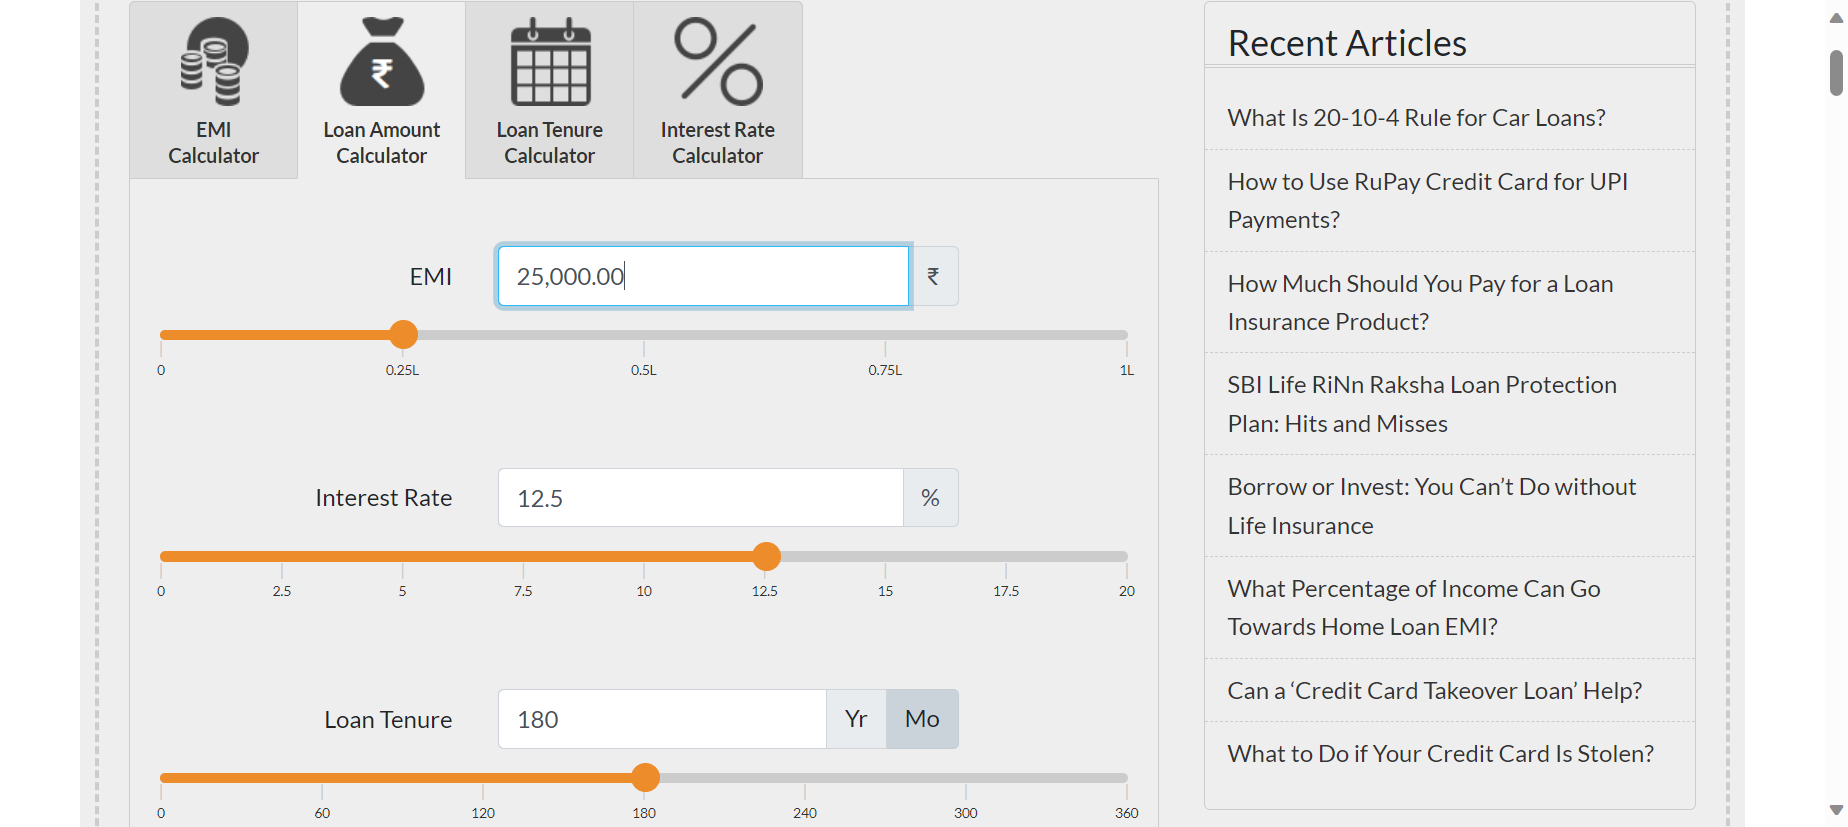 EMI
Calculator
Loan Amount
Calculator
Loan Tenure
Calculator
Interest Rate
Calculator
EMI
25,000.00
₹
0
0.25L
0.5L
0.75L
1L
Interest Rate
12.5
%
0
2.5
5
7.5
10
12.5
15
17.5
20
Loan Tenure
180
Yr
Mo
0
60
120
180
240
300
360
Recent Articles
What Is 20-10-4 Rule for Car Loans?
How to Use RuPay Credit Card for UPI
Payments?
How Much Should You Pay for a Loan
Insurance Product?
SBI Life RiNn Raksha Loan Protection
Plan: Hits and Misses
Borrow or Invest: You Can’t Do without
Life Insurance
What Percentage of Income Can Go
Towards Home Loan EMI?
Can a ‘Credit Card Takeover Loan’ Help?
What to Do if Your Credit Card Is Stolen?